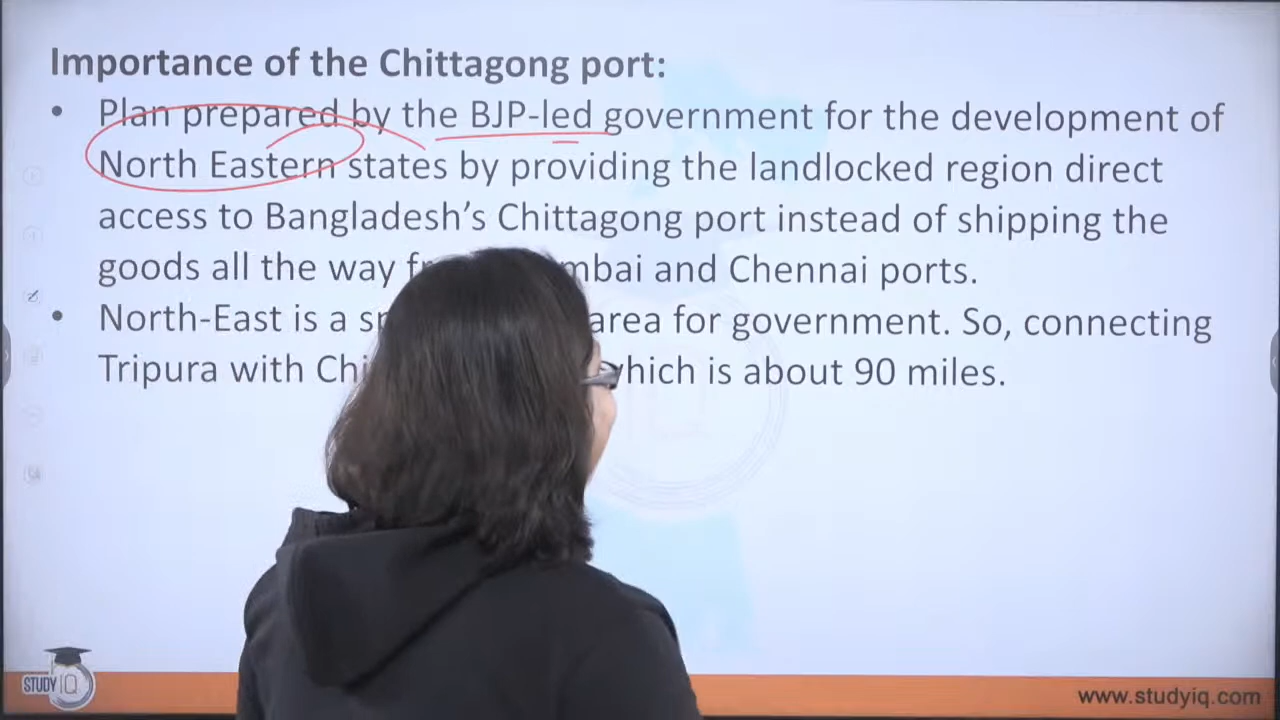 Importance of the Chittagong port:
• Plan prepared by the BJP-led government for the development of
North Eastern states by providing the landlocked region direct
access to Bangladesh's Chittagong port instead of shipping the
goods all the way and Chennai ports.
• North-East is a area for government. So, connecting
Tripura with which is about 90 miles.
STUDY IQ
www.studyiq.com